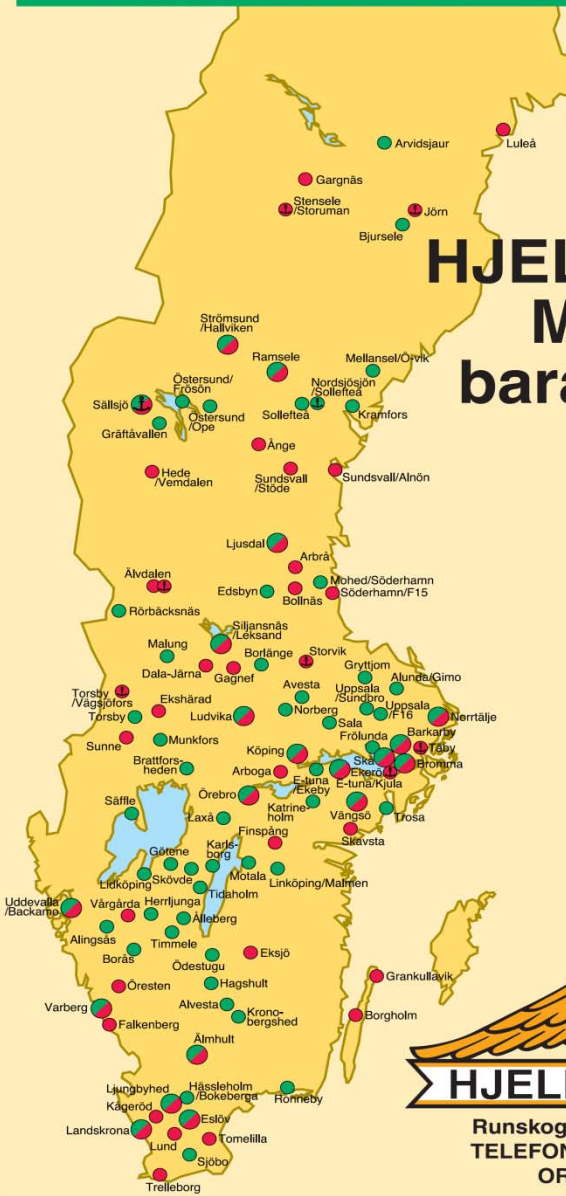 Arvidsjaur
Luleå
Gargnäs
Stensele
/Storuman
Jörn
Bjursele
HJEL
M
bara
Strömsund
/Hallviken
Ramsele
Mellansel/Ö-vik
Östersund/
Frösön
Nordsjösjön
/Sollefteå
Sällsjö
Östersund
/Ope
Sollefteå
Kramfors
Gräftåvallen
Ånge
Hede
/Vemdalen
Sundsvall
/Stöde
Sundsvall/Alnön
Ljusdal
Arbrå
Älvdalen
Mohed/Söderhamn
Edsbyn
Bollnäs
Söderhamn/F15
Rörbäcksnäs
Siljansnäs
/Leksand
Malung
Borlänge
Storvik
Dala-Järna
Gagnef
Gryttjom
Alunda/Gimo
Torsby
/Vågsjöfors
Ekshärad
Avesta
Uppsala
/Sundbro
Torsby
Ludvika
Norberg
Uppsala
/F16
Norrtälje
Sala
Sunne
Munkfors
Frölunda
Barkarby
Köping
Täby
Ska
Bromma
Brattfors-
heden
Arboga
E-tuna
/Ekeby
Ekerö
E-tuna/Kjula
Säffle
Örebro
Katrine-
holm
Vängsö
Trosa
Laxå
Finspång
Skavsta
Götene
Karls-
borg
Lidköping
Skövde
Motala
Linköping/Malmen
Tidaholm
Uddevalla
/Backamo
Vårgårda
Herrljunga
Ålleberg
Alingsås
Timmele
Borås
Ödestugu
Eksjö
Öresten
Hagshult
Grankullavik
Varberg
Alvesta
Krono-
bergshed
Borgholm
Falkenberg
Älmhult
Ljungbyhed
Hässleholm
/Bokeberga
Ronneby
Kågeröd
Eslöv
Landskrona
Lund
Tomelilla
Sjöbo
Trelleborg
HJEL
Runskog
TELEFON
OR